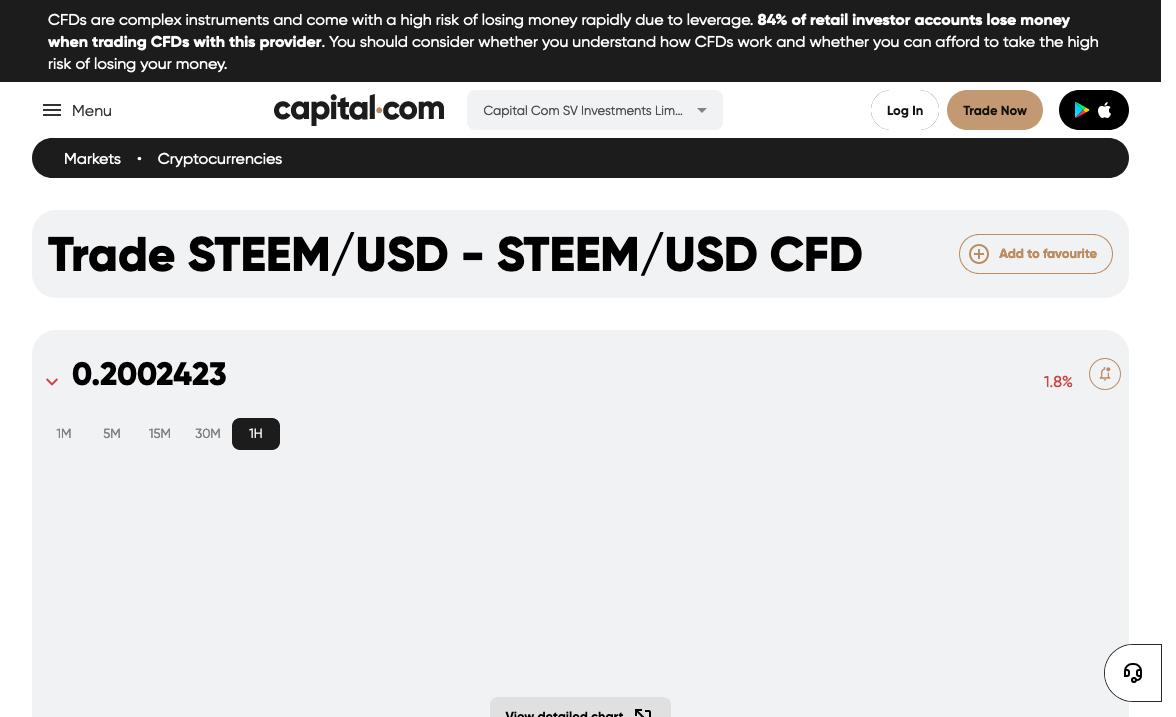 CFDs are complex instruments and come with a high risk of losing money rapidly due to leverage. 84% of retail investor accounts lose money
when trading CFDs with this provider. You should consider whether you understand how CFDs work and whether you can afford to take the high
risk of losing your money.
Menu
capital.com
Capital Com SV Investments Lim...
Log In
Trade Now
Markets • Cryptocurrencies
Trade STEEM/USD - STEEM/USD CFD
Add to favourite
0.2002423
1.8%
1M 5M 15M 30M 1H
View detailed chart